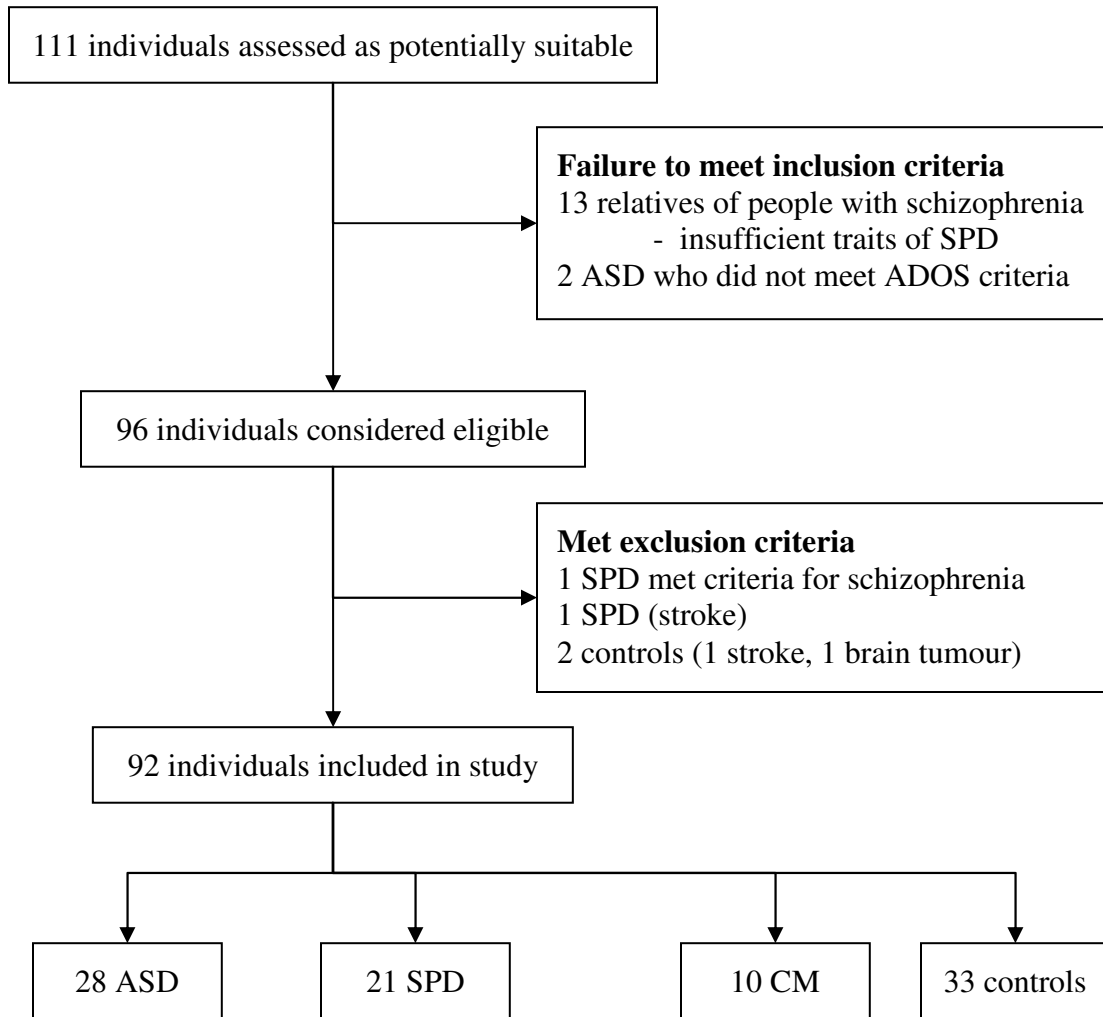 111 individuals assessed as potentially suitable
Failure to meet inclusion criteria
13 relatives of people with schizophrenia
- insufficient traits of SPD
2 ASD who did not meet ADOS criteria
96 individuals considered eligible
Met exclusion criteria
1 SPD met criteria for schizophrenia
1 SPD (stroke)
2 controls (1 stroke, 1 brain tumour)
92 individuals included in study
28 ASD
21 SPD
10 CM
33 controls